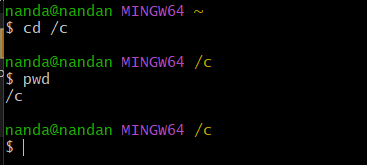 nanda@nandan MINGW64 ~
$ cd /c
nanda@nandan MINGW64 /c
$ pwd
/c
nanda@nandan MINGW64 /c
$